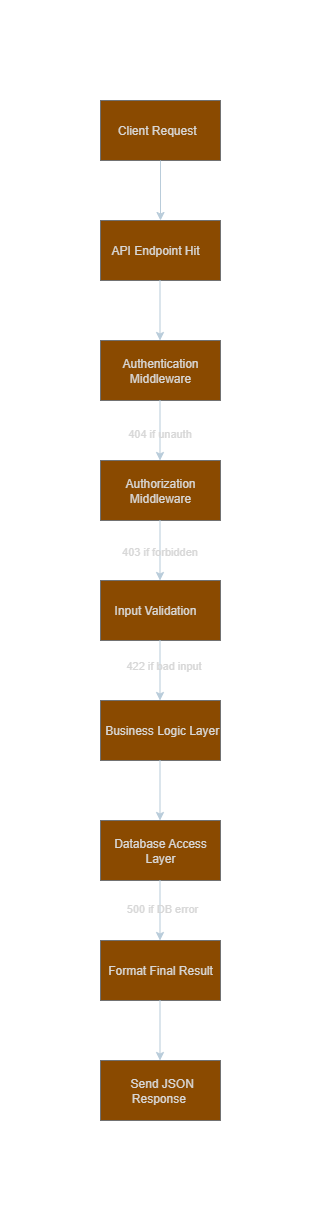 Client Request
API Endpoint Hit
Authentication
Middleware
404 if unauth
Authorization
Middleware
403 if forbidden
Input Validation
422 if bad input
Business Logic Layer
Database Access
Layer
500 if DB error
Format Final Result
Send JSON
Response